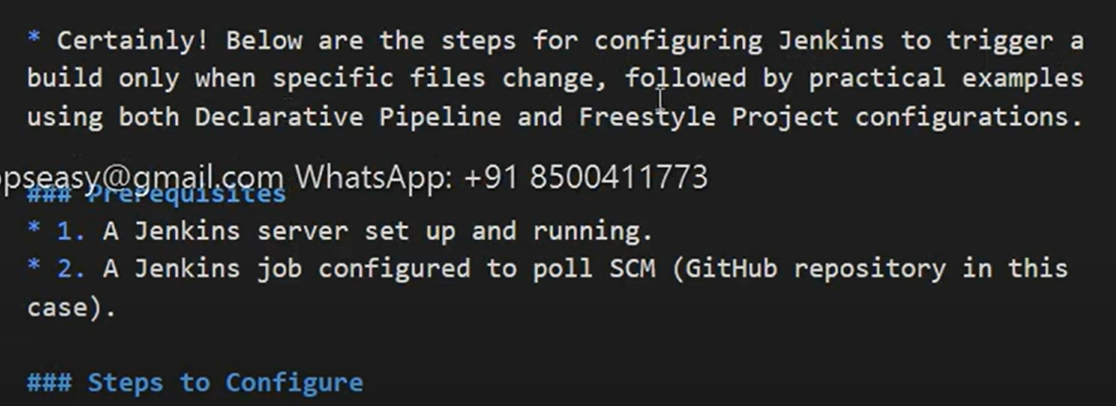 * Certainly! Below are the steps for configuring Jenkins to trigger a
build only when specific files change, followed by practical examples
using both Declarative Pipeline and Freestyle Project configurations.
opseasy@gmail.com WhatsApp: +91 8500411773
### Prerequisites
* 1. A Jenkins server set up and running.
* 2. A Jenkins job configured to poll SCM (GitHub repository in this
case).
### Steps to Configure